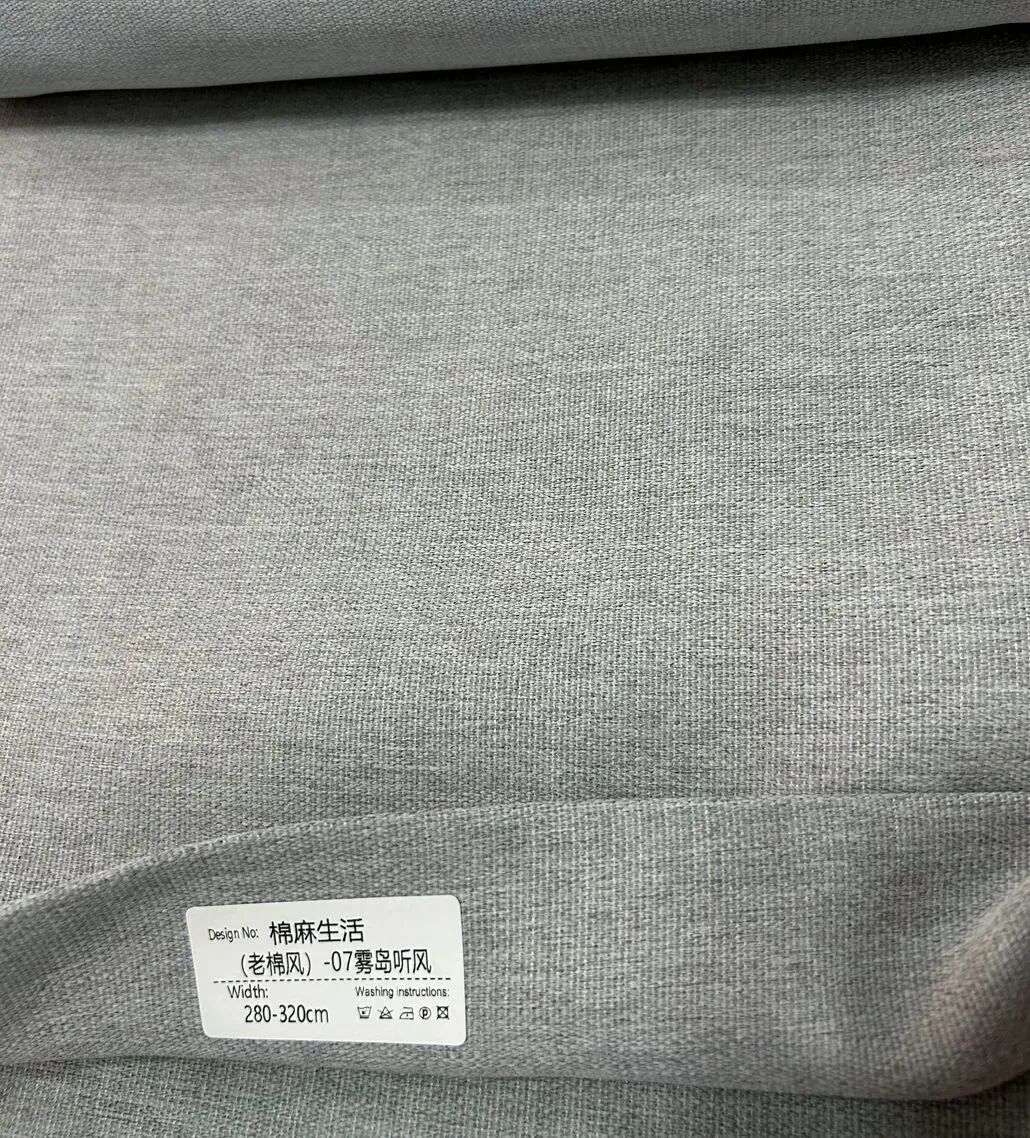 Design No: 棉麻生活
(老棉风) -07雾岛听风
Width:
Washing instructions:
280-320cm